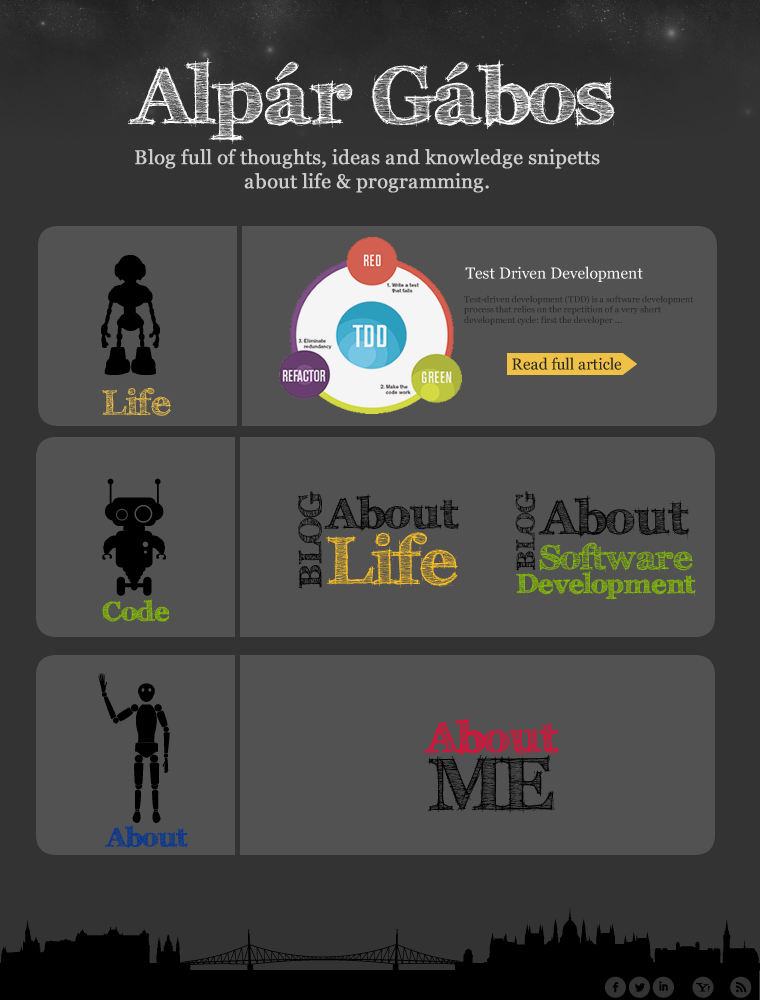 Alpár Gábos
Blog full of thoughts, ideas and knowledge snipetts
about life & programming.
Life
RED
1. Write a test
that fails
TDD
3. Eliminate
redundancy
REFACTOR
GREEN
2. Make the
code work
Test Driven Development
Test-driven development (TDD) is a software development
process that relies on the repetition of a very short
development cycle: first the developer ...
Read full article
Code
BLOG
About
Life
BLOG
About
Software
Development
About
About
ME